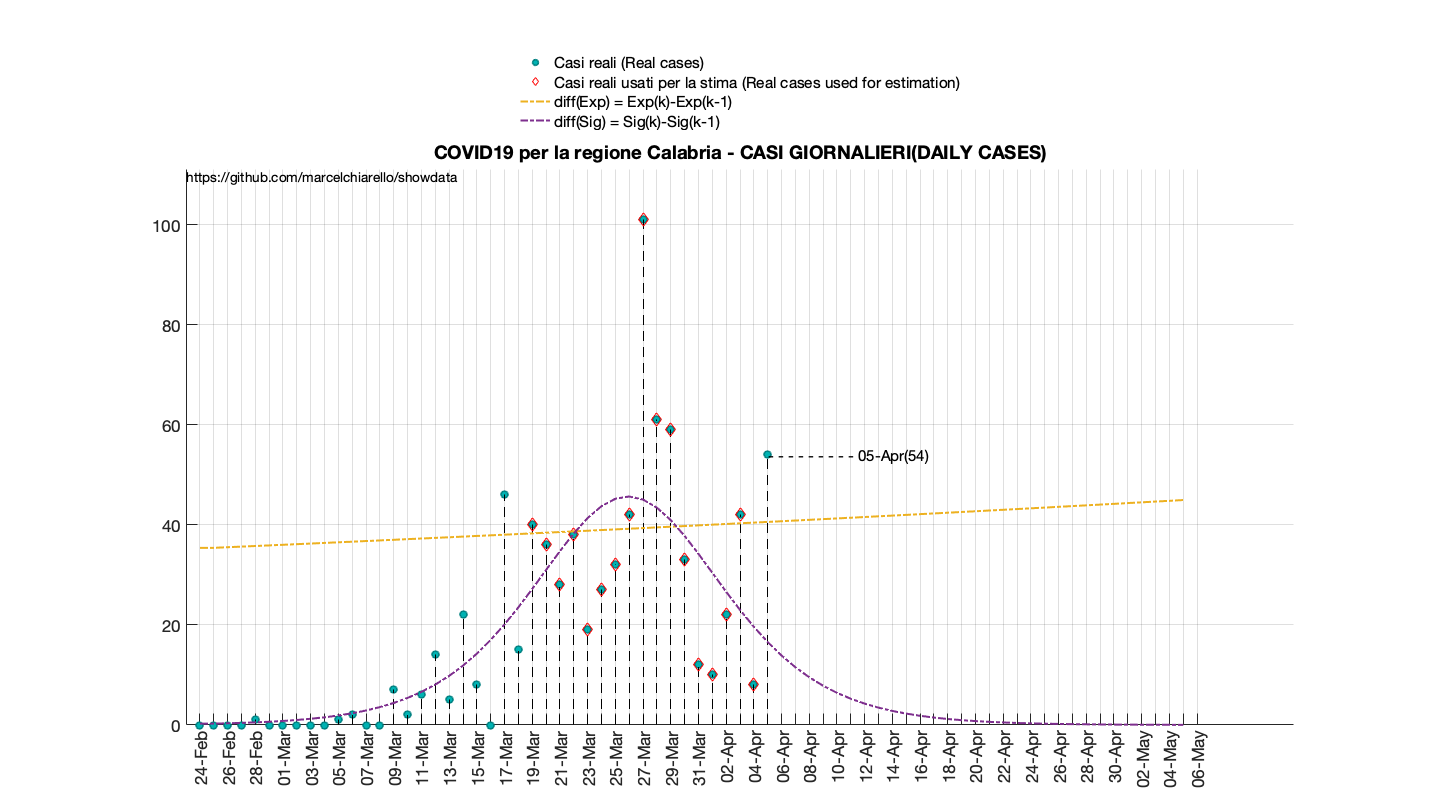 Casi reali (Real cases)
Casi reali usati per la stima (Real cases used for estimation)
diff(Exp) = Exp(k)-Exp(k-1)
diff(Sig) = Sig(k)-Sig(k-1)
COVID19 per la regione Calabria - CASI GIORNALIERI(DAILY CASES)
https://github.com/marcelchiarello/showdata
100
80
60
40
20
0
05-Apr(54)
24-Feb
26-Feb
28-Feb
01-Mar
03-Mar
05-Mar
07-Mar
09-Mar
11-Mar
13-Mar
15-Mar
17-Mar
19-Mar
21-Mar
23-Mar
25-Mar
27-Mar
29-Mar
31-Mar
02-Apr
04-Apr
06-Apr
08-Apr
10-Apr
12-Apr
14-Apr
16-Apr
18-Apr
20-Apr
22-Apr
24-Apr
26-Apr
28-Apr
30-Apr
02-May
04-May
06-May